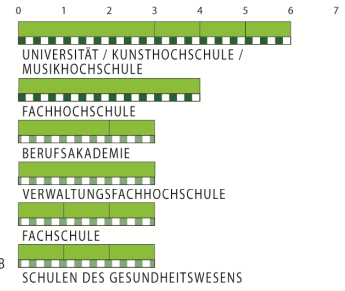 0 1 2 3 4 5 6 7
UNIVERSITÄT / KUNSTHOCHSCHULE /
MUSIKHOCHSCHULE
FACHHOCHSCHULE
BERUFSAKADEMIE
VERWALTUNGSFACHHOCHSCHULE
FACHSCHULE
SCHULEN DES GESUNDHEITSWESENS